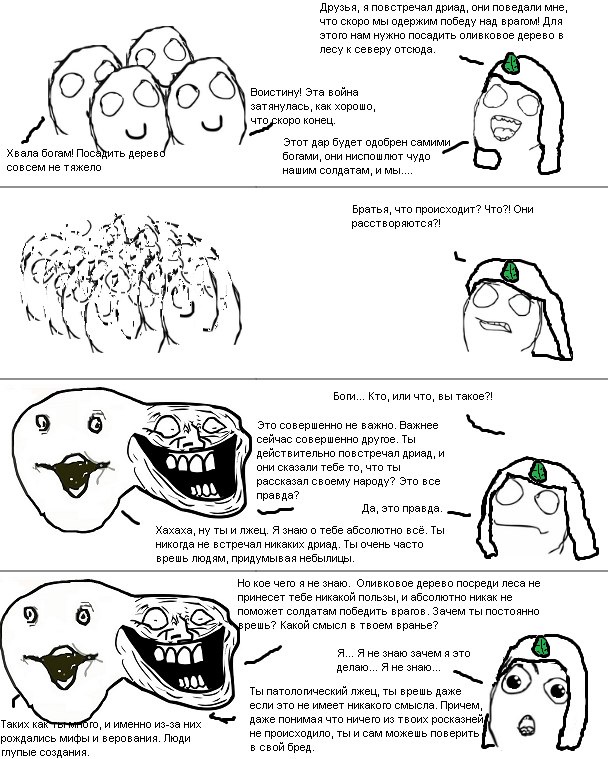 Друзья, я повстречал дриад, они поведали мне,
что скоро мы одержим победу над врагом! Для
этого нам нужно посадить оливковое дерево в
лесу к северу отсюда.
Воистину! Эта война
затянулась, как хорошо,
что скоро конец.
Хвала богам! Посадить дерево
совсем не тяжело
Этот дар будет одобрен самими
богами, они ниспошлют чудо
нашим солдатам, и мы....
Братья, что происходит? Что?! Они
расстворяются?!
Боги... Кто, или что, вы такое?!
Это совершенно не важно. Важнее
сейчас совершенно другое. Ты
действительно повстречал дриад, и
они сказали тебе то, что ты
рассказал своему народу? Это все
правда?
Да, это правда.
Хахаха, ну ты и лжец. Я знаю о тебе абсолютно всё. Ты
никогда не встречал никаких дриад. Ты очень часто
врешь людям, придумывая небылицы.
Но кое чего я не знаю. Оливковое дерево посреди леса не
принесет тебе никакой пользы, и абсолютно никак не
поможет солдатам победить врагов. Зачем ты постоянно
врешь? Какой смысл в твоем вранье?
Я... Я не знаю зачем я это
делаю... Я не знаю...
Ты патологический лжец, ты врешь даже
если это не имеет никакого смысла. Причем,
даже понимая что ничего из твоих росказней
не происходило, ты и сам можешь поверить
в свой бред.
Таких как ты много, и именно из-за них
рождались мифы и верования. Люди
глупые создания.